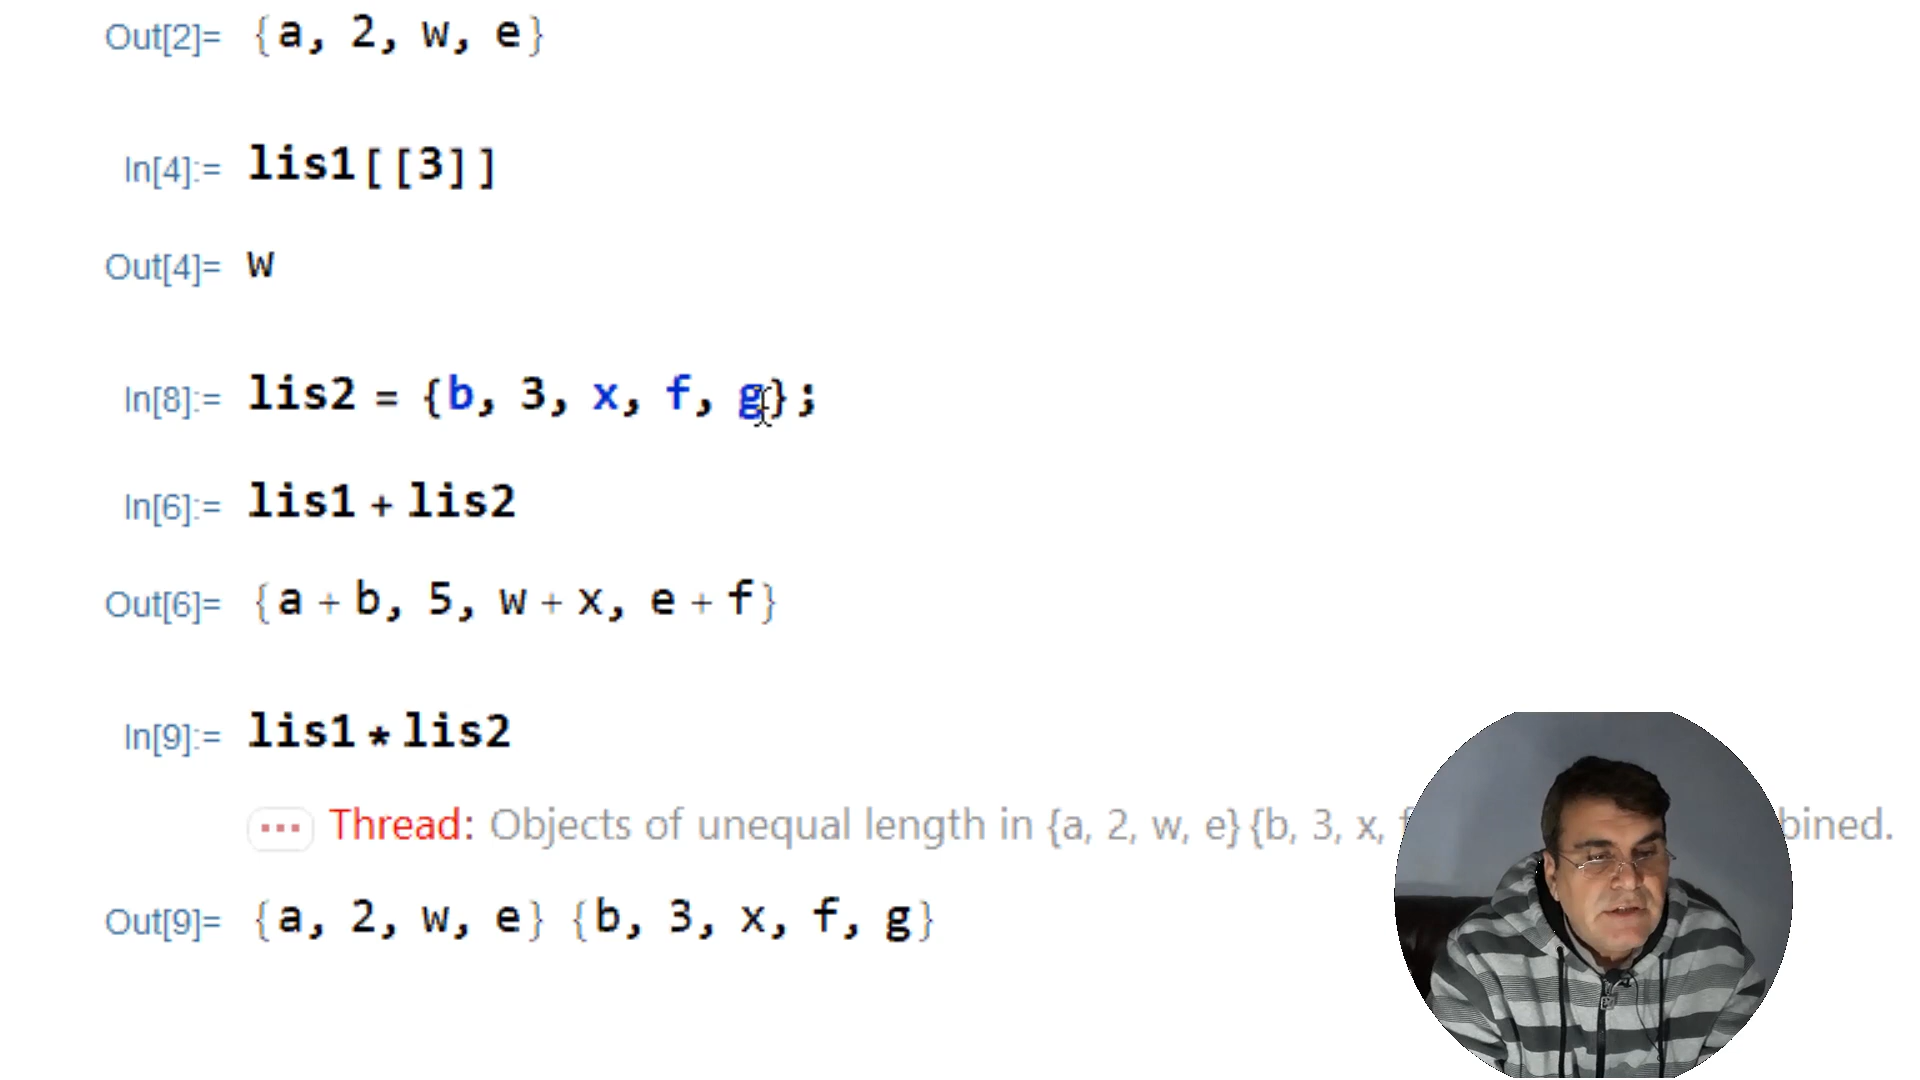 Out[2]= {a, 2, w, e}
In[4]:= lis1[[3]]
Out[4]= w
In[8]:= lis2 = {b, 3, x, f, g};
In[6]:= lis1 + lis2
Out[6]= {a + b, 5, w + x, e + f}
In[9]:= lis1 * lis2
••• Thread: Objects of unequal length in {a, 2, w, e} {b, 3, x, bined.
Out[9]= {a, 2, w, e} {b, 3, x, f, g}